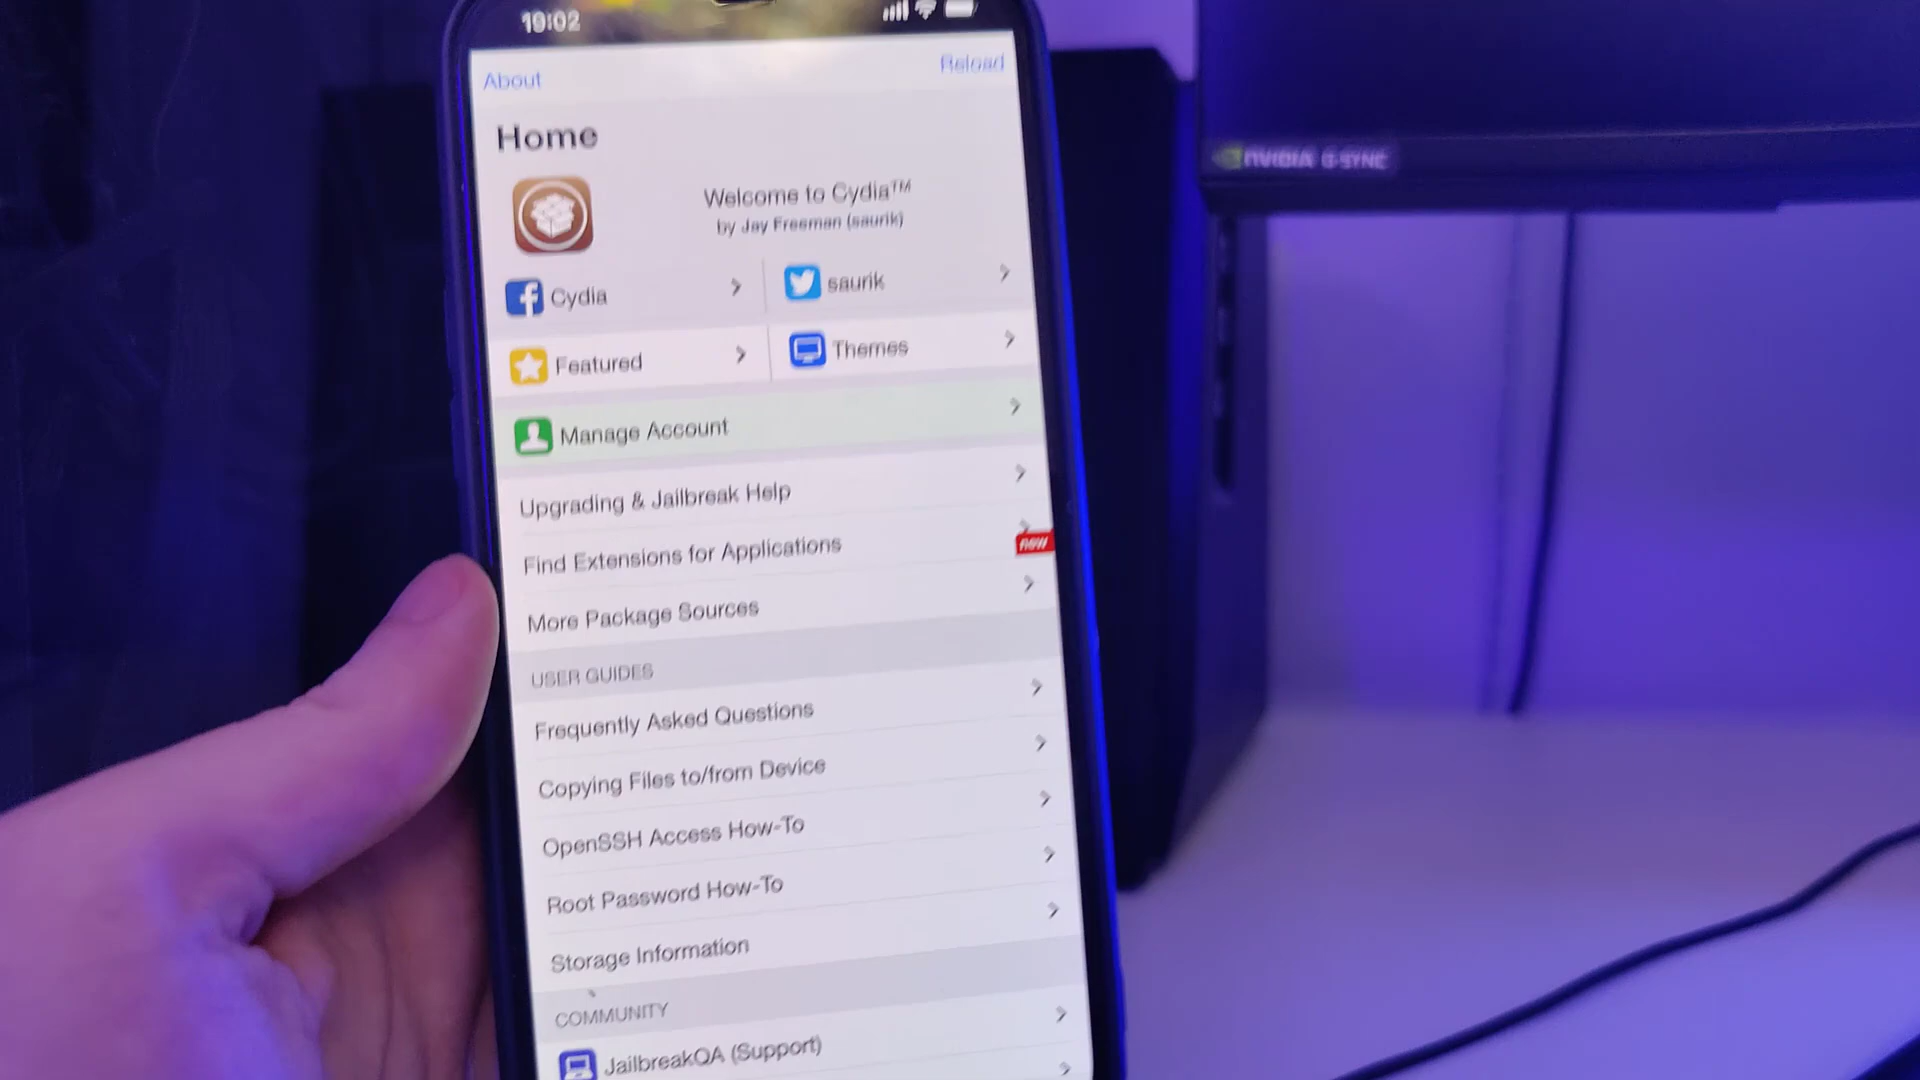 19:02
About
Reload
Home
Welcome to Cydia™
by Jay Freeman (saurik)
Cydia
saurik
Featured
Themes
Manage Account
Upgrading & Jailbreak Help
Find Extensions for Applications
new
More Package Sources
USER GUIDES
Frequently Asked Questions
Copying Files to/from Device
OpenSSH Access How-To
Root Password How-To
Storage Information
COMMUNITY
JailbreakQA (Support)
NVIDIA G-SYNC